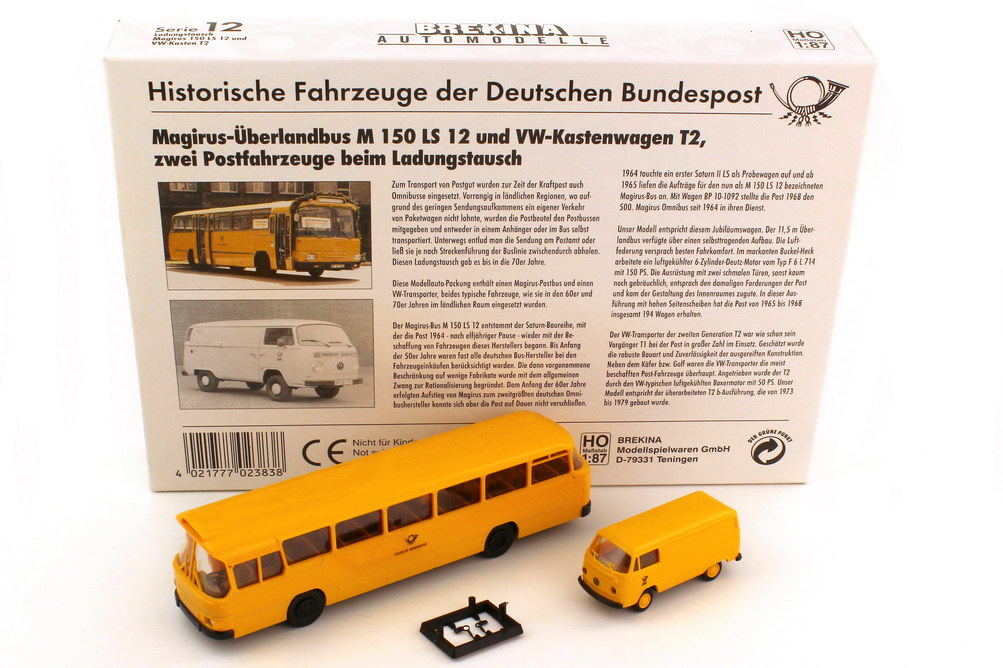 Serie 12
Ladungstausch
Magirus 150 LS 12 und
VW-Kasten T2
BREKINA
AUTOMODELLE
HO
Maßstab
1:87
Historische Fahrzeuge der Deutschen Bundespost
Magirus-Überlandbus M 150 LS 12 und VW-Kastenwagen T2,
zwei Postfahrzeuge beim Ladungstausch
Zum Transport von Postgut wurden zur Zeit der Kraftpost auch
Omnibusse eingesetzt. Vorrangig in ländlichen Regionen, wo auf-
grund des geringen Sendungsaufkommens ein eigener Verkehr
von Paketwagen nicht lohnte, wurden die Postbeutel den Postbussen
mitgegeben und entweder in einem Anhänger oder im Bus selbst
transportiert. Unterwegs entlud man die Sendung am Postamt oder
ließ sie je nach Streckenführung der Buslinie zwischendurch abholen.
Diesen Ladungstausch gab es bis in die 70er Jahre.
Diese Modellauto-Packung enthält einen Magirus-Postbus und einen
VW-Transporter, beides typische Fahrzeuge, wie sie in den 60er und
70er Jahren im ländlichen Raum eingesetzt wurden.
Der Magirus-Bus M 150 LS 12 entstammt der Saturn-Baureihe, mit
der die Post 1964 - nach elfjähriger Pause - wieder mit der Be-
schaffung von Fahrzeugen dieses Herstellers begann. Bis Anfang
der 50er Jahre waren fast alle deutschen Bus-Hersteller bei den
Fahrzeugeinkäufen berücksichtigt worden. Die dann vorgenommene
Beschränkung auf wenige Fabrikate wurde mit dem allgemeinen
Zwang zur Rationalisierung begründet. Dem Anfang der 60er Jahre
erfolgten Aufstieg von Magirus zum zweitgrößten deutschen Omni-
bushersteller konnte sich aber die Post auf Dauer nicht verschließen.
1964 tauchte ein erster Saturn II LS als Probewagen auf und ab
1965 liefen die Aufträge für den nun als M 150 LS 12 bezeichneten
Magirus-Bus an. Mit Wagen BP 10-1092 stellte die Post 1968 den
500. Magirus Omnibus seit 1964 in ihren Dienst.
Unser Modell entspricht diesem Jubiläumswagen. Der 11,5 m Über-
landbus verfügte über einen selbsttragenden Aufbau. Die Luft-
federung versprach besten Fahrkomfort. Im markanten Buckel-Heck
arbeitete ein luftgekühlter 6-Zylinder-Deutz-Motor vom Typ F 6 L 714
mit 150 PS. Die Ausrüstung mit zwei schmalen Türen, sonst kaum
noch gebräuchlich, entsprach den damaligen Forderungen der Post
und kam der Gestaltung des Innenraumes zugute. In dieser Aus-
führung mit hohen Seitenscheiben hat die Post von 1965 bis 1968
insgesamt 194 Wagen erhalten.
Der VW-Transporter der zweiten Generation T2 war wie schon sein
Vorgänger T1 bei der Post in großer Zahl im Einsatz. Geschätzt wurde
die robuste Bauart und Zuverlässigkeit der ausgereiften Konstruktion.
Neben dem Käfer bzw. Golf waren die VW-Transporter die meist
beschafften Post-Fahrzeuge überhaupt. Angetrieben wurde der T2
durch den VW-typischen luftgekühlten Boxermotor mit 50 PS. Unser
Modell entspricht der überarbeiteten T2 b-Ausführung, die von 1973
bis 1979 gebaut wurde.
4 021777 023838
CE
Nicht für Kinde
Not su
HO
Maßstab
1:87
BREKINA
Modellspielwaren GmbH
D-79331 Teningen
DER GRÜNE PUNKT
DEUTSCHE BUNDESPOST